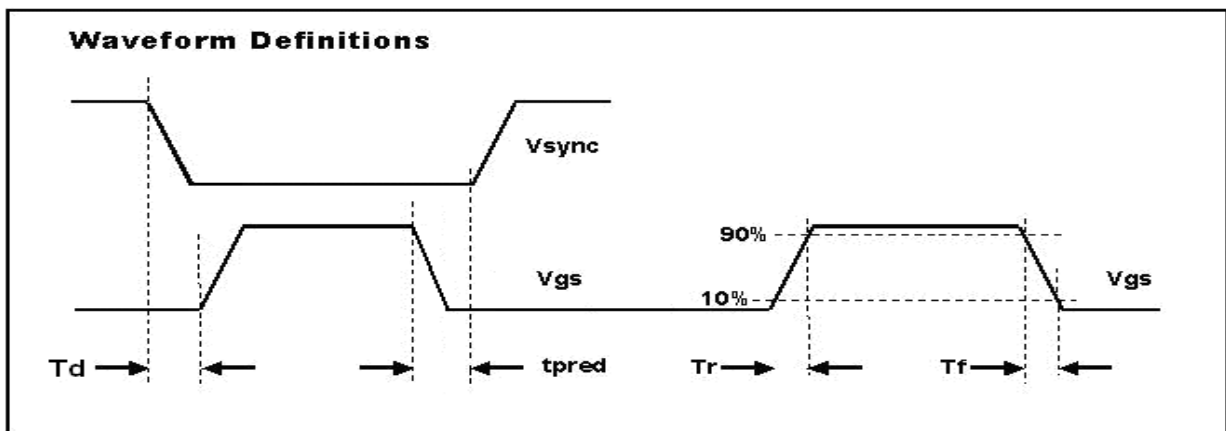 Waveform Definitions
Vsync
90%
Vgs
10%
Vgs
Td
tpred
Tr
Tf